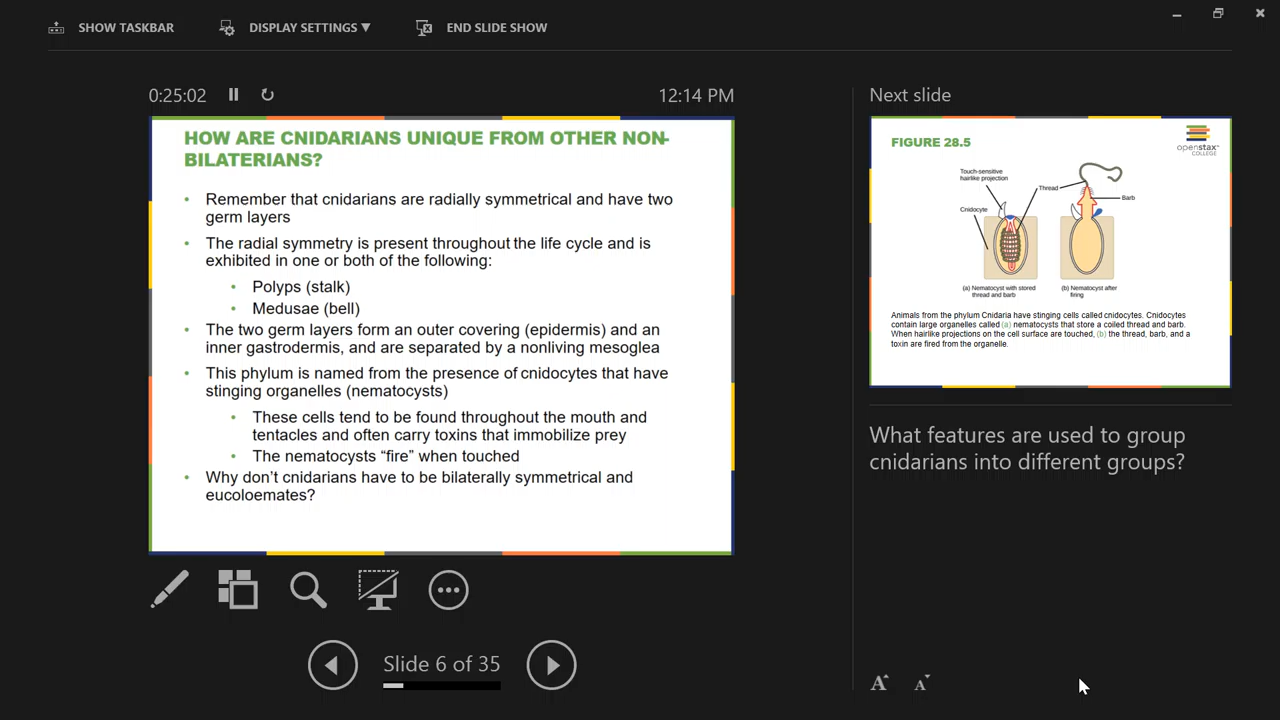 SHOW TASKBAR
DISPLAY SETTINGS ▼
END SLIDE SHOW
0:25:02
12:14 PM
HOW ARE CNIDARIANS UNIQUE FROM OTHER NON-
BILATERIANS?
• Remember that cnidarians are radially symmetrical and have two
germ layers
• The radial symmetry is present throughout the life cycle and is
exhibited in one or both of the following:
• Polyps (stalk)
• Medusae (bell)
• The two germ layers form an outer covering (epidermis) and an
inner gastrodermis, and are separated by a nonliving mesoglea
• This phylum is named from the presence of cnidocytes that have
stinging organelles (nematocysts)
• These cells tend to be found throughout the mouth and
tentacles and often carry toxins that immobilize prey
• The nematocysts “fire” when touched
• Why don’t cnidarians have to be bilaterally symmetrical and
eucoloemates?
Slide 6 of 35
Next slide
FIGURE 28.5
openstax
COLLEGE
Touch-sensitive
hairlike projection
Thread
Barb
Cnidocyte
(a) Nematocyst with stored
thread and barb
(b) Nematocyst after
firing
Animals from the phylum Cnidaria have stinging cells called cnidocytes. Cnidocytes
contain large organelles called (a) nematocysts that store a coiled thread and barb.
When hairlike projections on the cell surface are touched, (b) the thread, barb, and a
toxin are fired from the organelle.
What features are used to group
cnidarians into different groups?
A A